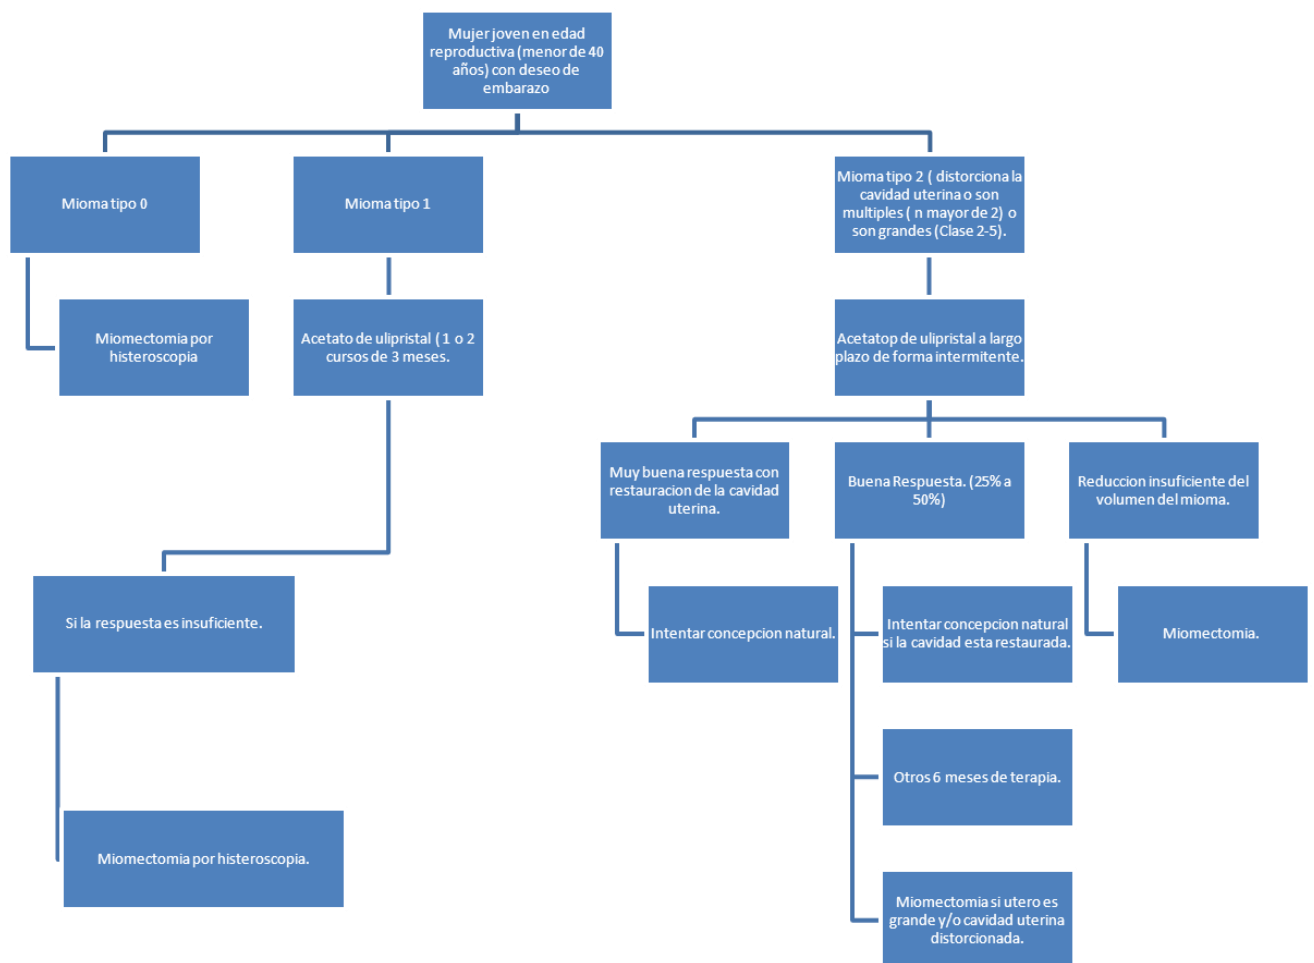 Mujer joven en edad
reproductiva (menor de 40
años) con deseo de
embarazo
Mioma tipo 0
Mioma tipo 1
Mioma tipo 2 ( distorciona la
cavidad uterina o son
multiples ( n mayor de 2) o
son grandes (Clase 2-5).
Miomectomia por
histeroscopia
Acetato de ulipristal ( 1 o 2
cursos de 3 meses.
Acetatop de ulipristal a largo
plazo de forma intermitente.
Muy buena respuesta con
restauracion de la cavidad
uterina.
Buena Respuesta. (25% a
50%)
Reduccion insuficiente del
volumen del mioma.
Si la respuesta es insuficiente.
Intentar concepcion natural.
Intentar concepcion natural
si la cavidad esta restaurada.
Miomectomia.
Otros 6 meses de terapia.
Miomectomia por histeroscopia.
Miomectomia si utero es
grande y/o cavidad uterina
distorcionada.